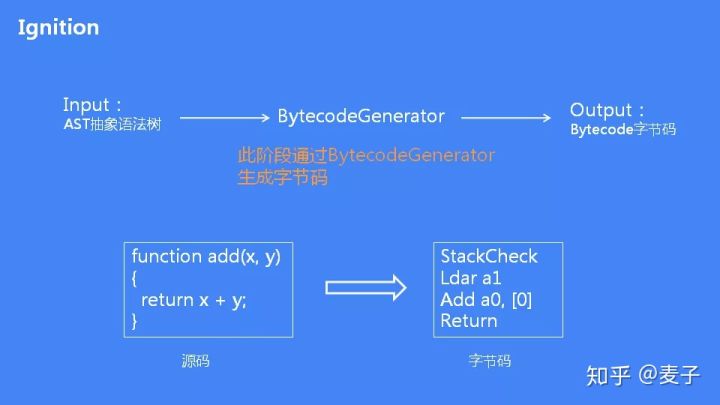 Ignition
Input：
AST抽象语法树
BytecodeGenerator
Output：
Bytecode字节码
此阶段通过BytecodeGenerator
生成字节码
function add(x, y)
{
return x + y;
}
源码
StackCheck
Ldar a1
Add a0, [0]
Return
字节码
知乎 @麦子